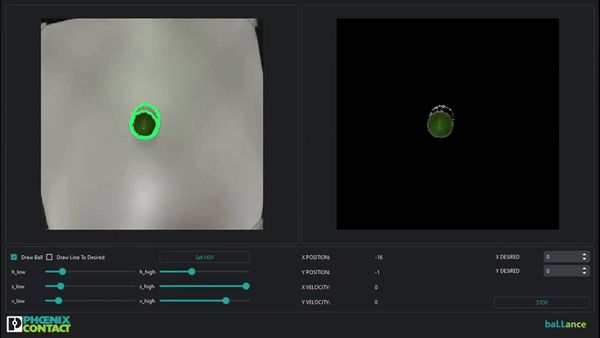 Draw Ball Draw Line To Desired Set HSV
h_low h_high
s_low s_high
v_low v_high
X POSITION: -16
Y POSITION: -1
X VELOCITY: 0
Y VELOCITY: 0
X DESIRED 0
Y DESIRED 0
STOP
PHŒNIX
CONTACT
baLLance